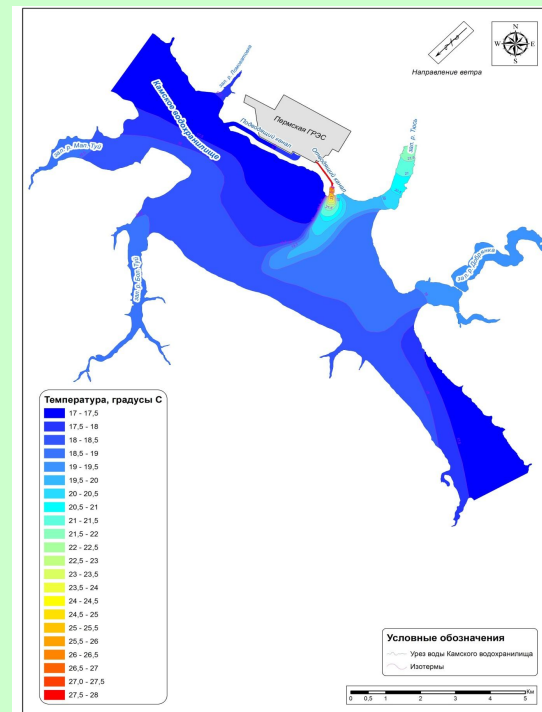 N
W E
S
Направление ветра
зал. р. Пожевайка
Камское водохранилище
Пермская ГРЭС
Подводящий канал
Отводящий канал
зал. р. Тюсь
зал. р. Мал. Туй
зал. р. Бол. Туй
зал. р. Добрянка
Температура, градусы С
17 - 17,5
17,5 - 18
18 - 18,5
18,5 - 19
19 - 19,5
19,5 - 20
20 - 20,5
20,5 - 21
21 - 21,5
21,5 - 22
22 - 22,5
22,5 - 23
23 - 23,5
23,5 - 24
24 - 24,5
24,5 - 25
25 - 25,5
25,5 - 26
26 - 26,5
26,5 - 27
27,0 - 27,5
27,5 - 28
Условные обозначения
Урез воды Камского водохранилища
Изотермы
Км
0 0,5 1 2 3 4 5